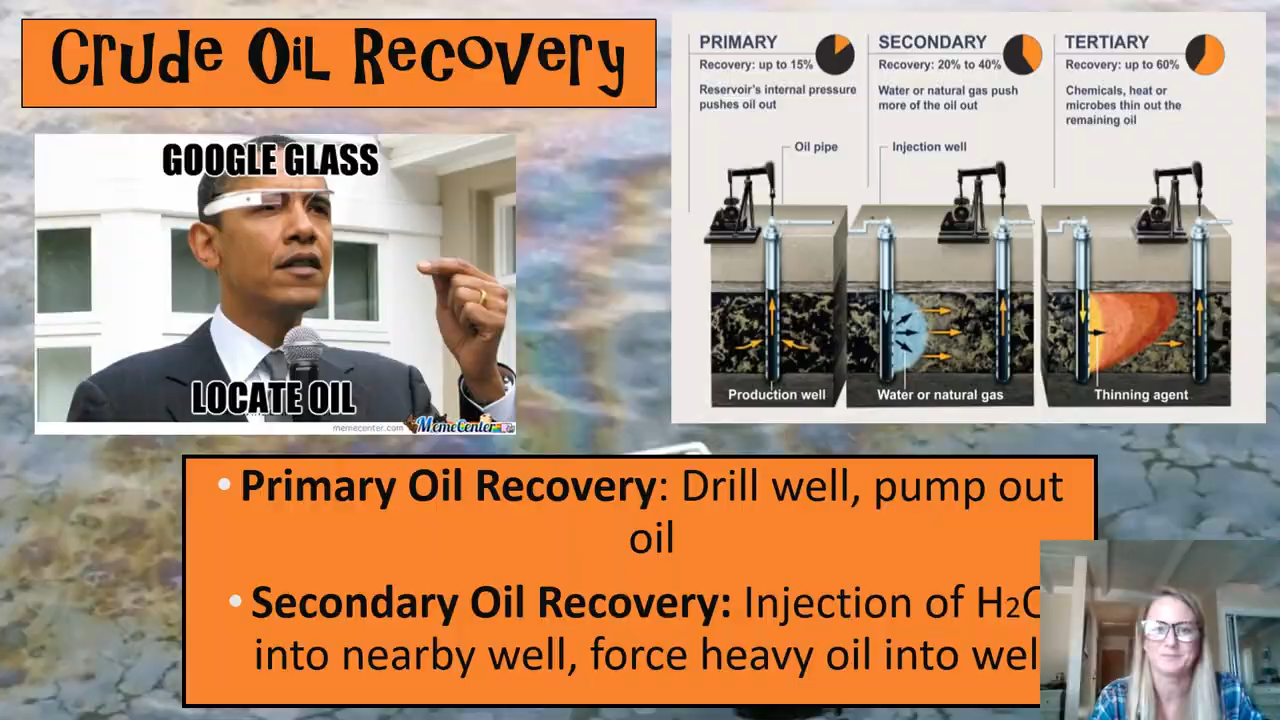 Crude Oil Recovery
GOOGLE GLASS
LOCATE OIL
memecenter.com MemeCenter
PRIMARY
Recovery: up to 15%
Reservoir's internal pressure
pushes oil out
SECONDARY
Recovery: 20% to 40%
Water or natural gas push
more of the oil out
TERTIARY
Recovery: up to 60%
Chemicals, heat or
microbes thin out the
remaining oil
Oil pipe
Injection well
Production well
Water or natural gas
Thinning agent
• Primary Oil Recovery: Drill well, pump out
oil
• Secondary Oil Recovery: Injection of H₂O
into nearby well, force heavy oil into wel